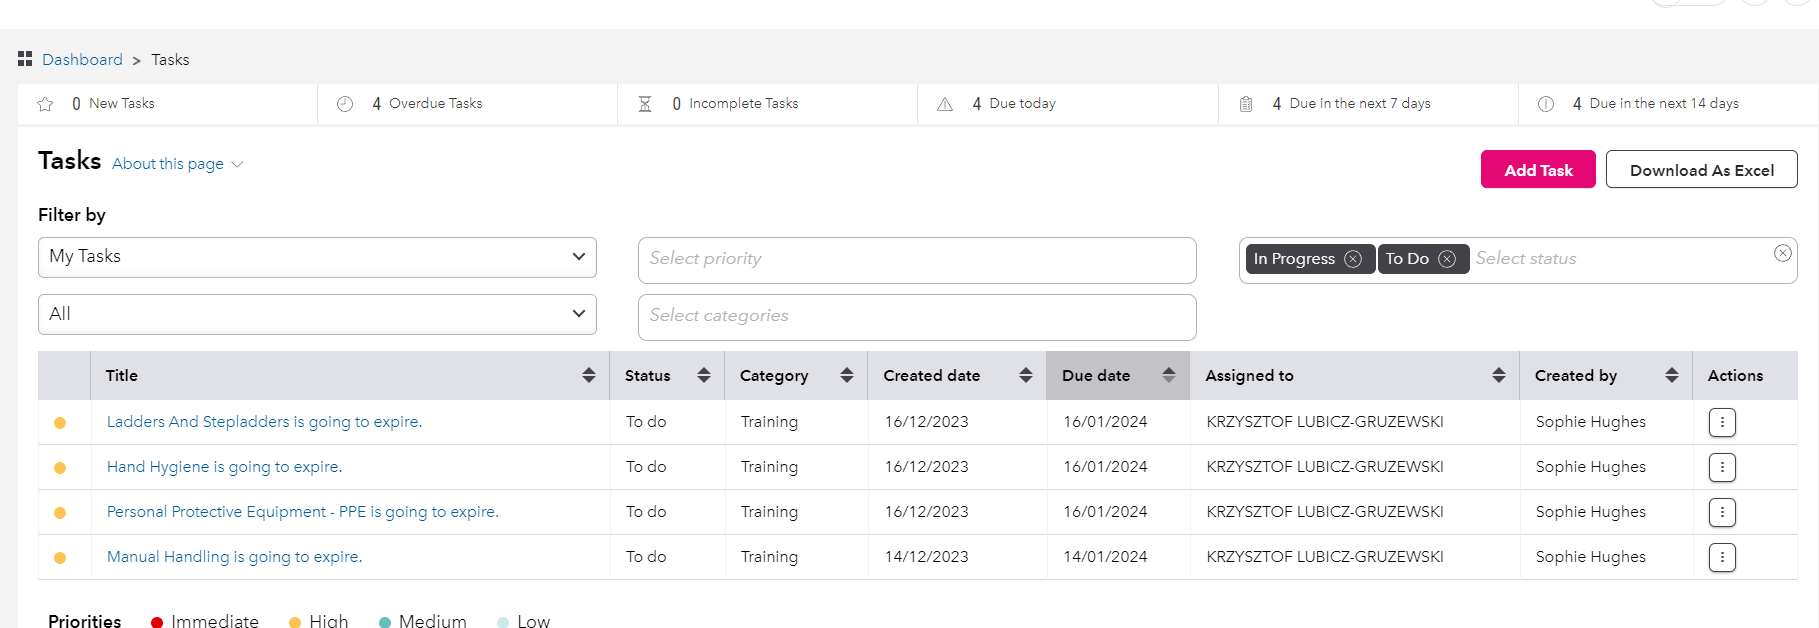 Dashboard > Tasks
0 New Tasks 4 Overdue Tasks 0 Incomplete Tasks 4 Due today 4 Due in the next 7 days 4 Due in the next 14 days
Tasks About this page Add Task Download As Excel
Filter by
My Tasks Select priority In Progress To Do Select status
All Select categories
Title Status Category Created date Due date Assigned to Created by Actions
Ladders And Stepladders is going to expire. To do Training 16/12/2023 16/01/2024 KRZYSZTOF LUBICZ-GRUZEWSKI Sophie Hughes
Hand Hygiene is going to expire. To do Training 16/12/2023 16/01/2024 KRZYSZTOF LUBICZ-GRUZEWSKI Sophie Hughes
Personal Protective Equipment - PPE is going to expire. To do Training 16/12/2023 16/01/2024 KRZYSZTOF LUBICZ-GRUZEWSKI Sophie Hughes
Manual Handling is going to expire. To do Training 14/12/2023 14/01/2024 KRZYSZTOF LUBICZ-GRUZEWSKI Sophie Hughes
Priorities Immediate High Medium Low